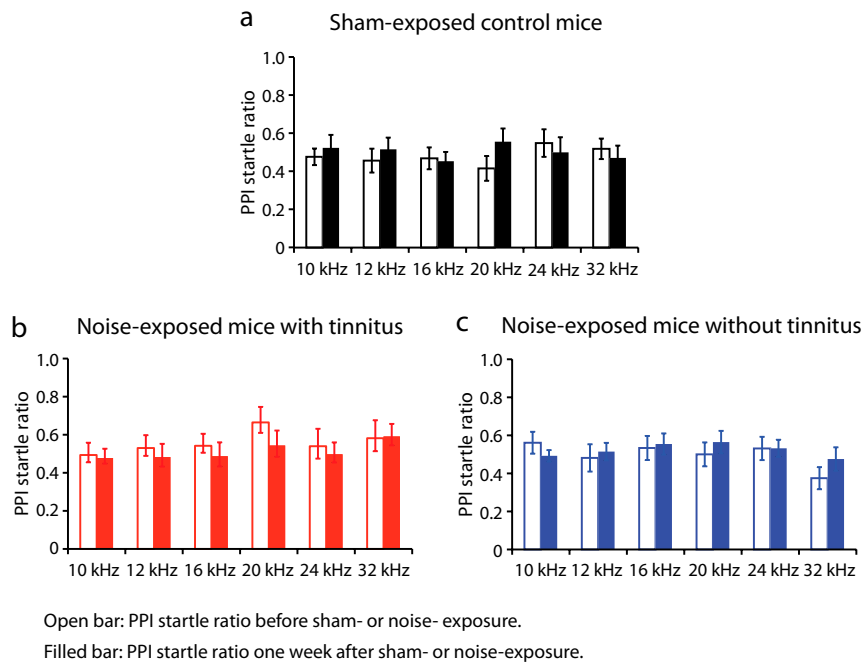 a
Sham-exposed control mice
PPI startle ratio
1.0
0.8
0.6
0.4
0.2
0
10 kHz 12 kHz 16 kHz 20 kHz 24 kHz 32 kHz
b
Noise-exposed mice with tinnitus
PPI startle ratio
1.0
0.8
0.6
0.4
0.2
0
10 kHz 12 kHz 16 kHz 20 kHz 24 kHz 32 kHz
c
Noise-exposed mice without tinnitus
PPI startle ratio
1.0
0.8
0.6
0.4
0.2
0
10 kHz 12 kHz 16 kHz 20 kHz 24 kHz 32 kHz
Open bar: PPI startle ratio before sham- or noise- exposure.
Filled bar: PPI startle ratio one week after sham- or noise-exposure.